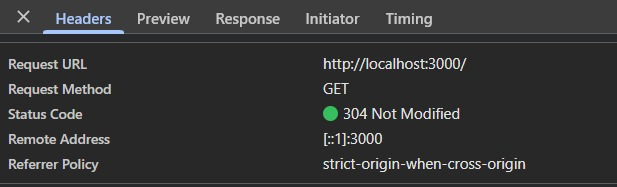 Headers Preview Response Initiator Timing
Request URL http://localhost:3000/
Request Method GET
Status Code 304 Not Modified
Remote Address [::1]:3000
Referrer Policy strict-origin-when-cross-origin